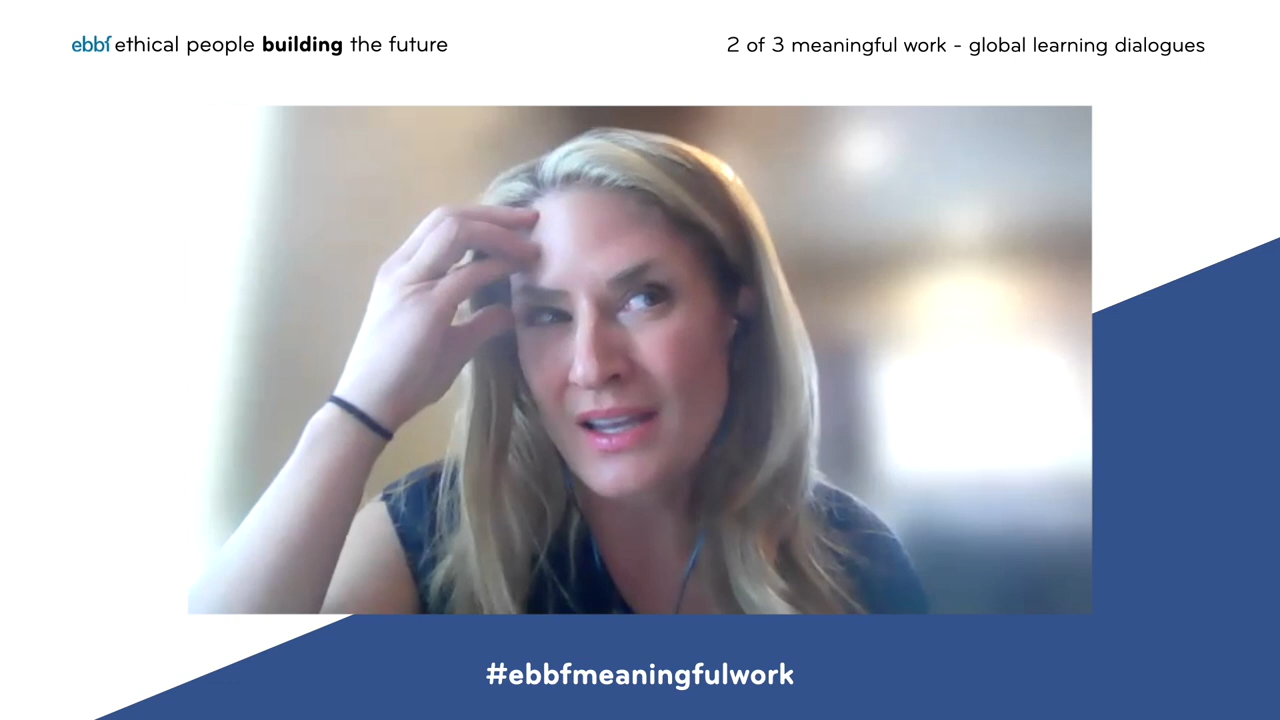 ebbf ethical people building the future
2 of 3 meaningful work - global learning dialogues
#ebbfmeaningfulwork